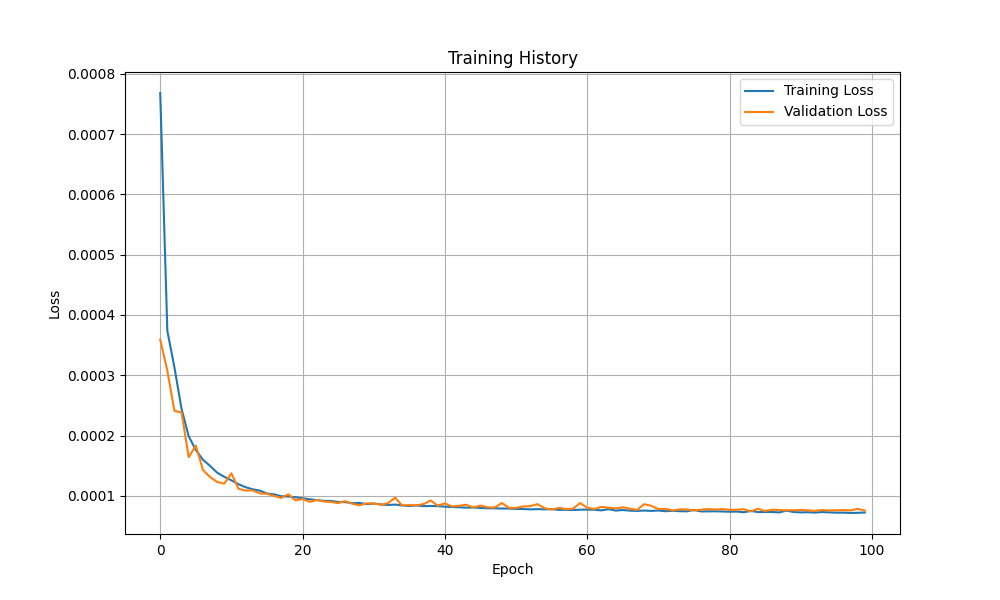 Training History
Training Loss
Validation Loss
0.0008
0.0007
0.0006
0.0005
0.0004
0.0003
0.0002
0.0001
Loss
0 20 40 60 80 100
Epoch